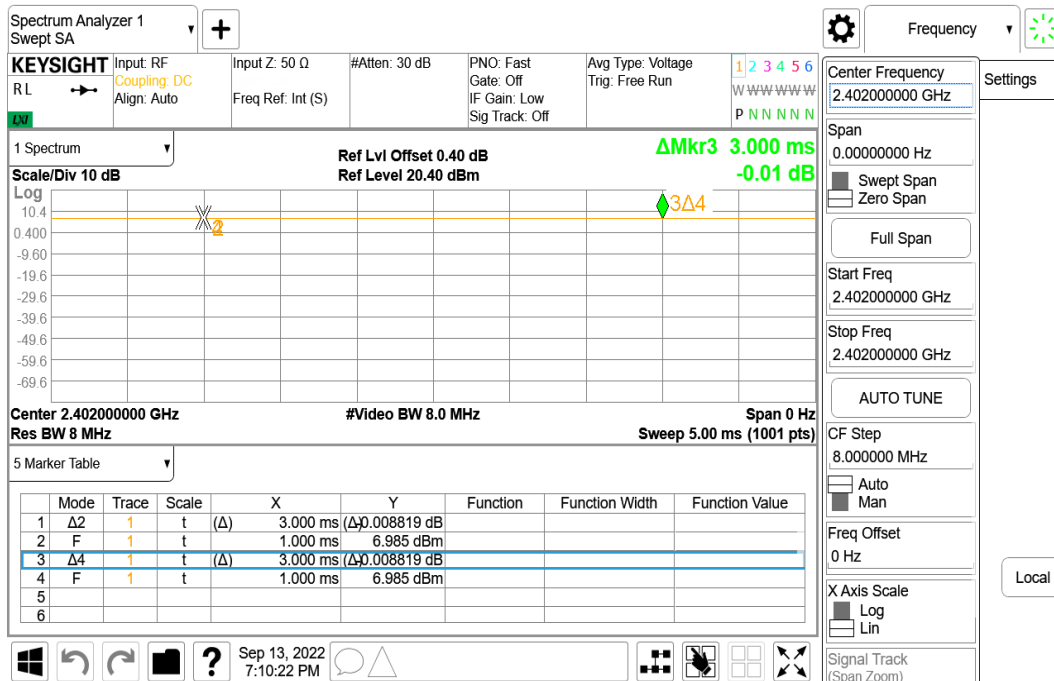 Spectrum Analyzer 1
Swept SA
Frequency
KEYSIGHT
R L
LXI
Input: RF
Coupling: DC
Align: Auto
Input Z: 50 Ω
Freq Ref: Int (S)
#Atten: 30 dB
PNO: Fast
Gate: Off
IF Gain: Low
Sig Track: Off
Avg Type: Voltage
Trig: Free Run
1 2 3 4 5 6
W W W W W W
P N N N N N
1 Spectrum
Scale/Div 10 dB
Ref Lvl Offset 0.40 dB
Ref Level 20.40 dBm
ΔMkr3 3.000 ms
-0.01 dB
Log
10.4
0.400
-9.60
-19.6
-29.6
-39.6
-49.6
-59.6
-69.6
3Δ4
Center 2.402000000 GHz
#Video BW 8.0 MHz
Span 0 Hz
Res BW 8 MHz
Sweep 5.00 ms (1001 pts)
5 Marker Table
Mode Trace Scale X Y Function Function Width Function Value
1 Δ2 1 t (Δ) 3.000 ms (Δ) -0.008819 dB
2 F 1 t 1.000 ms 6.985 dBm
3 Δ4 1 t (Δ) 3.000 ms (Δ) -0.008819 dB
4 F 1 t 1.000 ms 6.985 dBm
5
6
Sep 13, 2022
7:10:22 PM
?
Center Frequency
2.402000000 GHz
Span
0.00000000 Hz
Swept Span
Zero Span
Full Span
Start Freq
2.402000000 GHz
Stop Freq
2.402000000 GHz
AUTO TUNE
CF Step
8.000000 MHz
Auto
Man
Freq Offset
0 Hz
X Axis Scale
Log
Lin
Signal Track
(Span Zoom)
Settings
Local